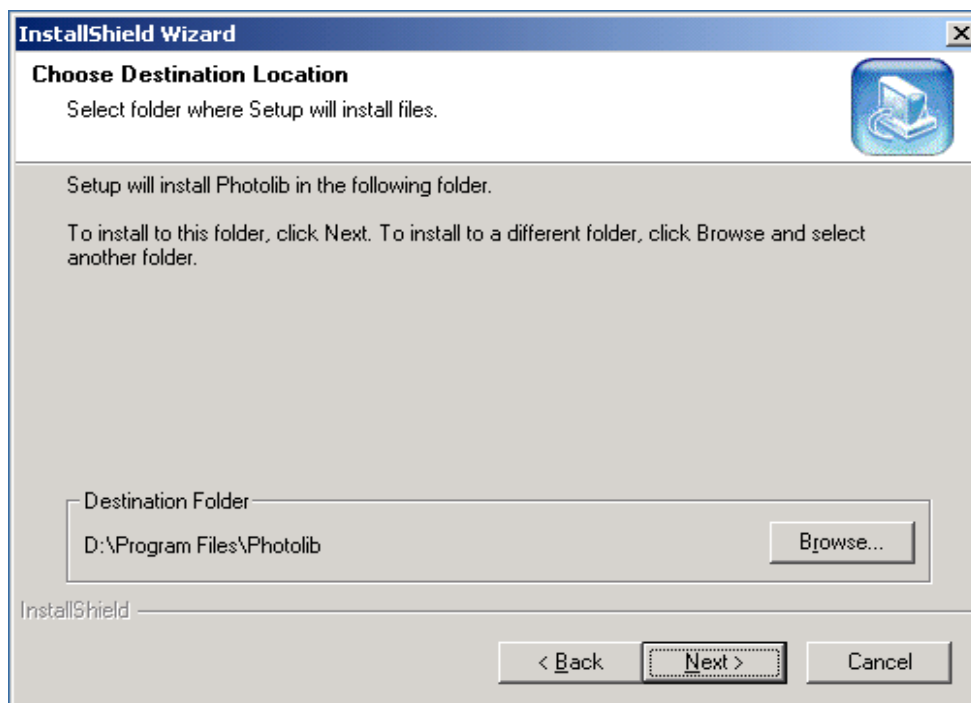 InstallShield Wizard
Choose Destination Location
Select folder where Setup will install files.
Setup will install Photolib in the following folder.
To install to this folder, click Next. To install to a different folder, click Browse and select
another folder.
Destination Folder
D:\Program Files\Photolib
Browse...
InstallShield
< Back
Next >
Cancel